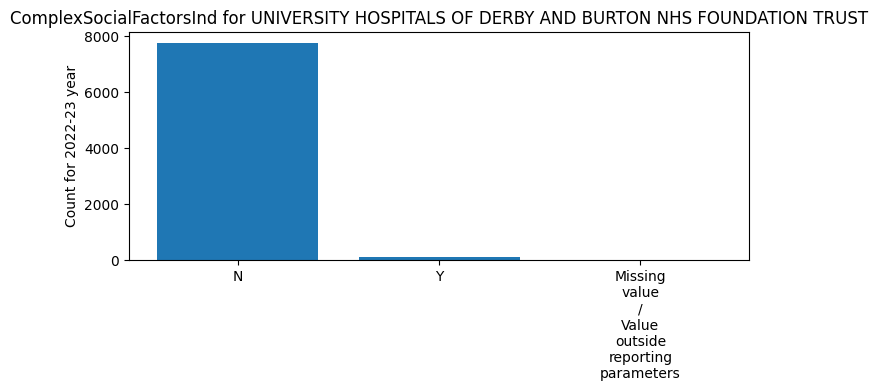 ComplexSocialFactorsInd for UNIVERSITY HOSPITALS OF DERBY AND BURTON NHS FOUNDATION TRUST
Count for 2022-23 year
8000
6000
4000
2000
0
N
Y
Missing
value
/
Value
outside
reporting
parameters